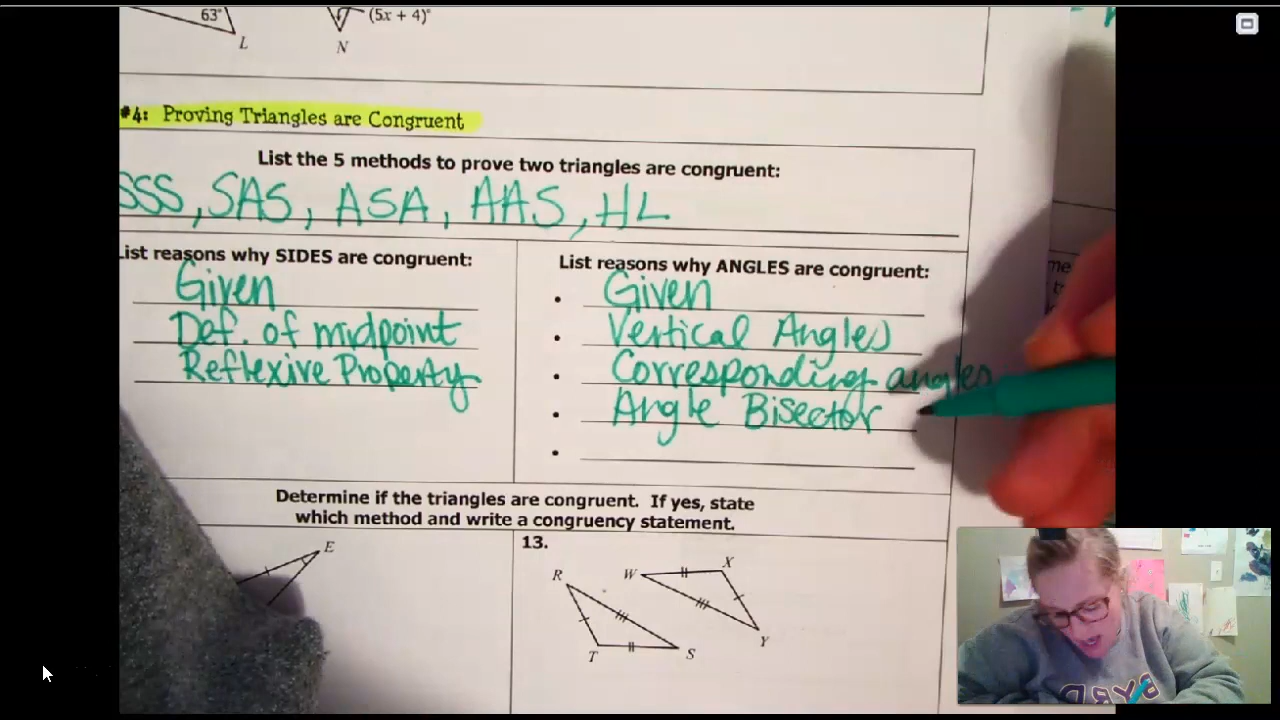 63°
L
N
(5x + 4)°
#4: Proving Triangles are Congruent
List the 5 methods to prove two triangles are congruent:
SSS, SAS, ASA, AAS, HL
List reasons why SIDES are congruent:
Given
Def. of midpoint
Reflexive Property
List reasons why ANGLES are congruent:
• Given
• Vertical Angles
• Corresponding angles
• Angle Bisector
•
Determine if the triangles are congruent. If yes, state
which method and write a congruency statement.
E
13.
R
W
X
T
S
Y